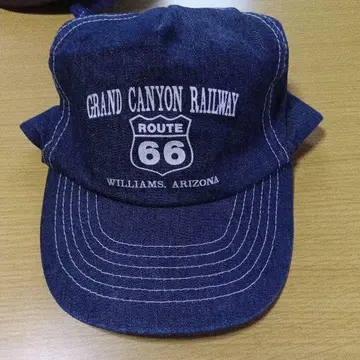 GRAND CANYON RAILWAY
ROUTE
66
WILLIAMS, ARIZONA